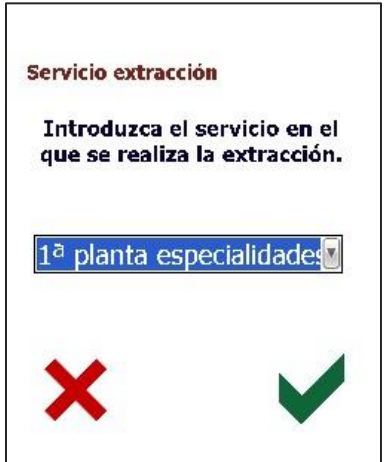 Servicio extracción
Introduzca el servicio en el
que se realiza la extracción.
1ª planta especialidades